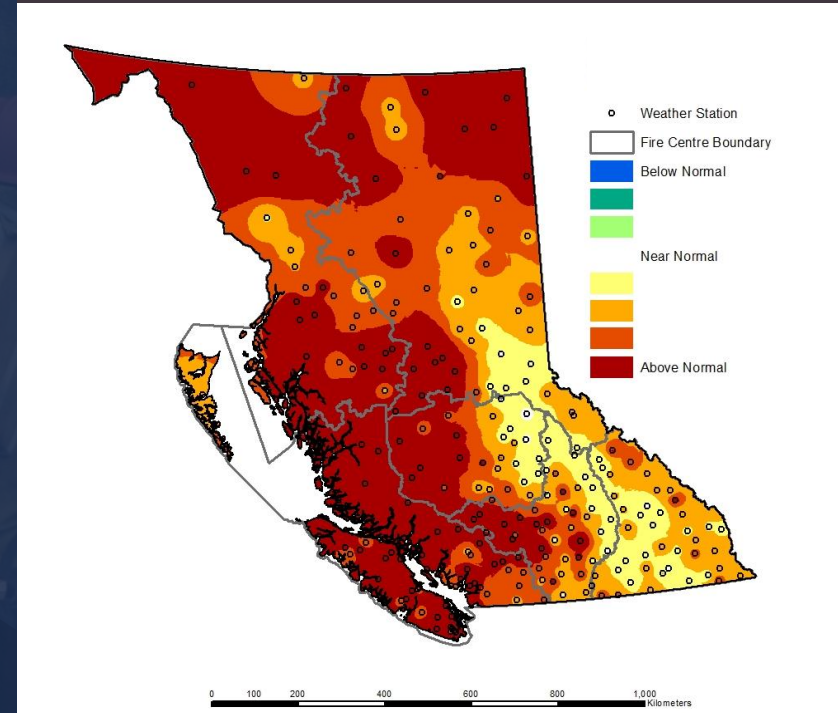 Weather Station
Fire Centre Boundary
Below Normal
Near Normal
Above Normal
0 100 200 400 600 800 1,000
Kilometers